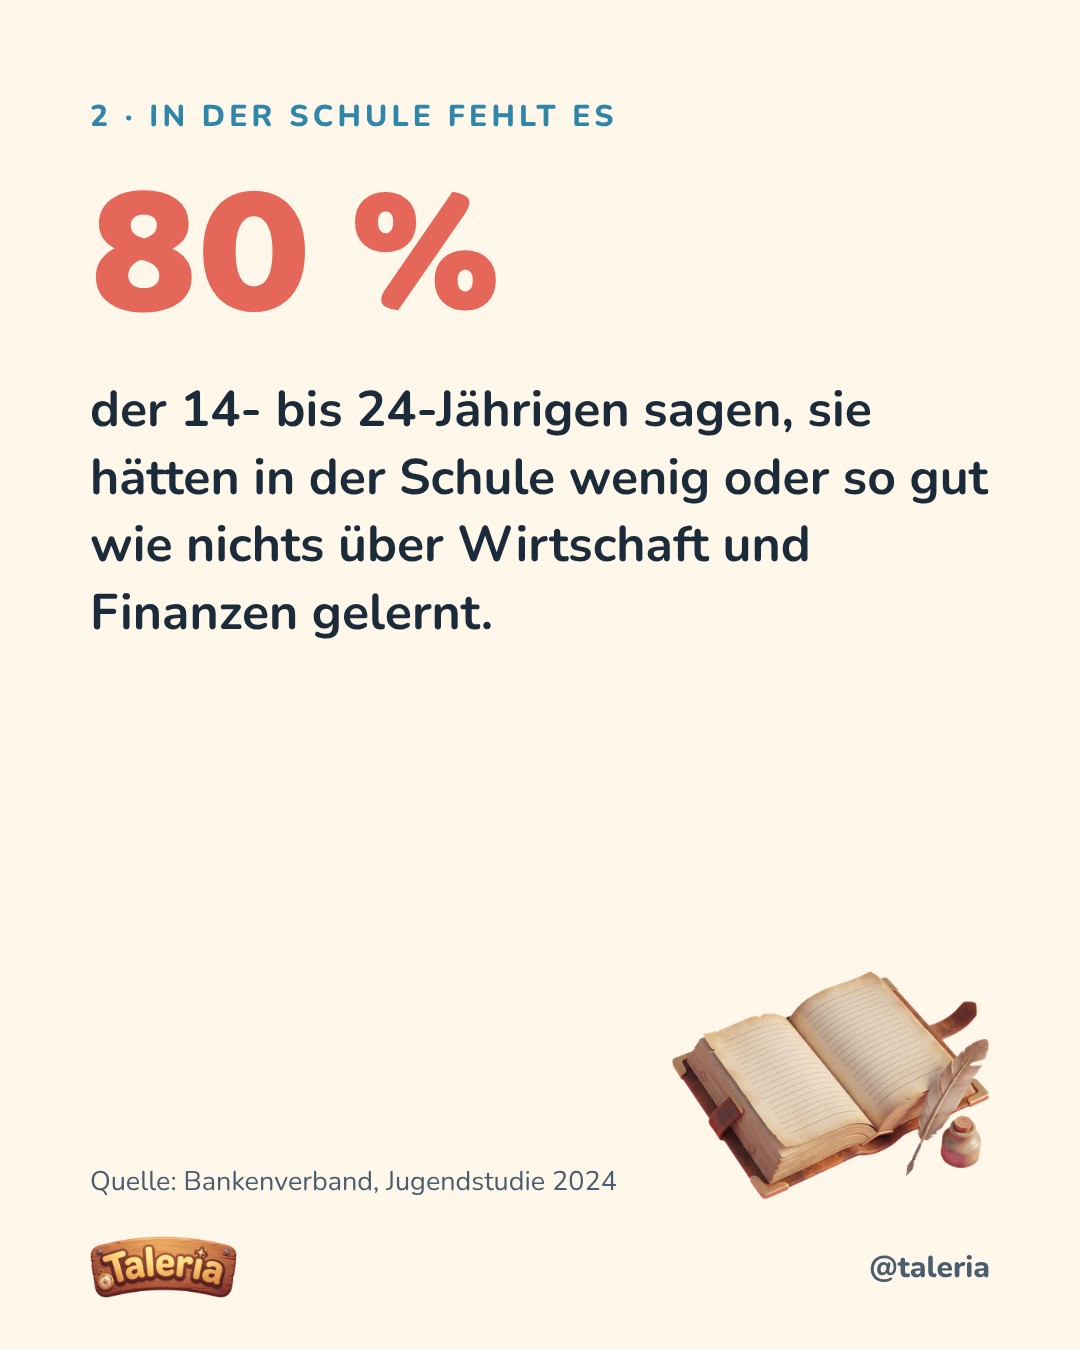 2 · IN DER SCHULE FEHLT ES
80 %
der 14- bis 24-Jährigen sagen, sie
hätten in der Schule wenig oder so gut
wie nichts über Wirtschaft und
Finanzen gelernt.
Quelle: Bankenverband, Jugendstudie 2024
Taleria
@taleria